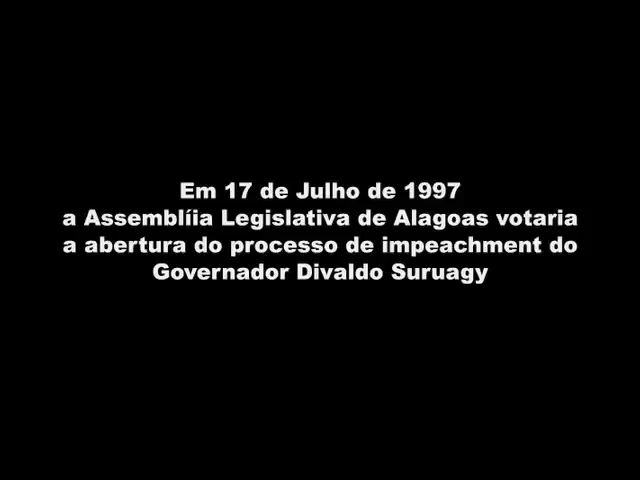 Em 17 de Julho de 1997
a Assemblíia Legislativa de Alagoas votaria
a abertura do processo de impeachment do
Governador Divaldo Suruagy